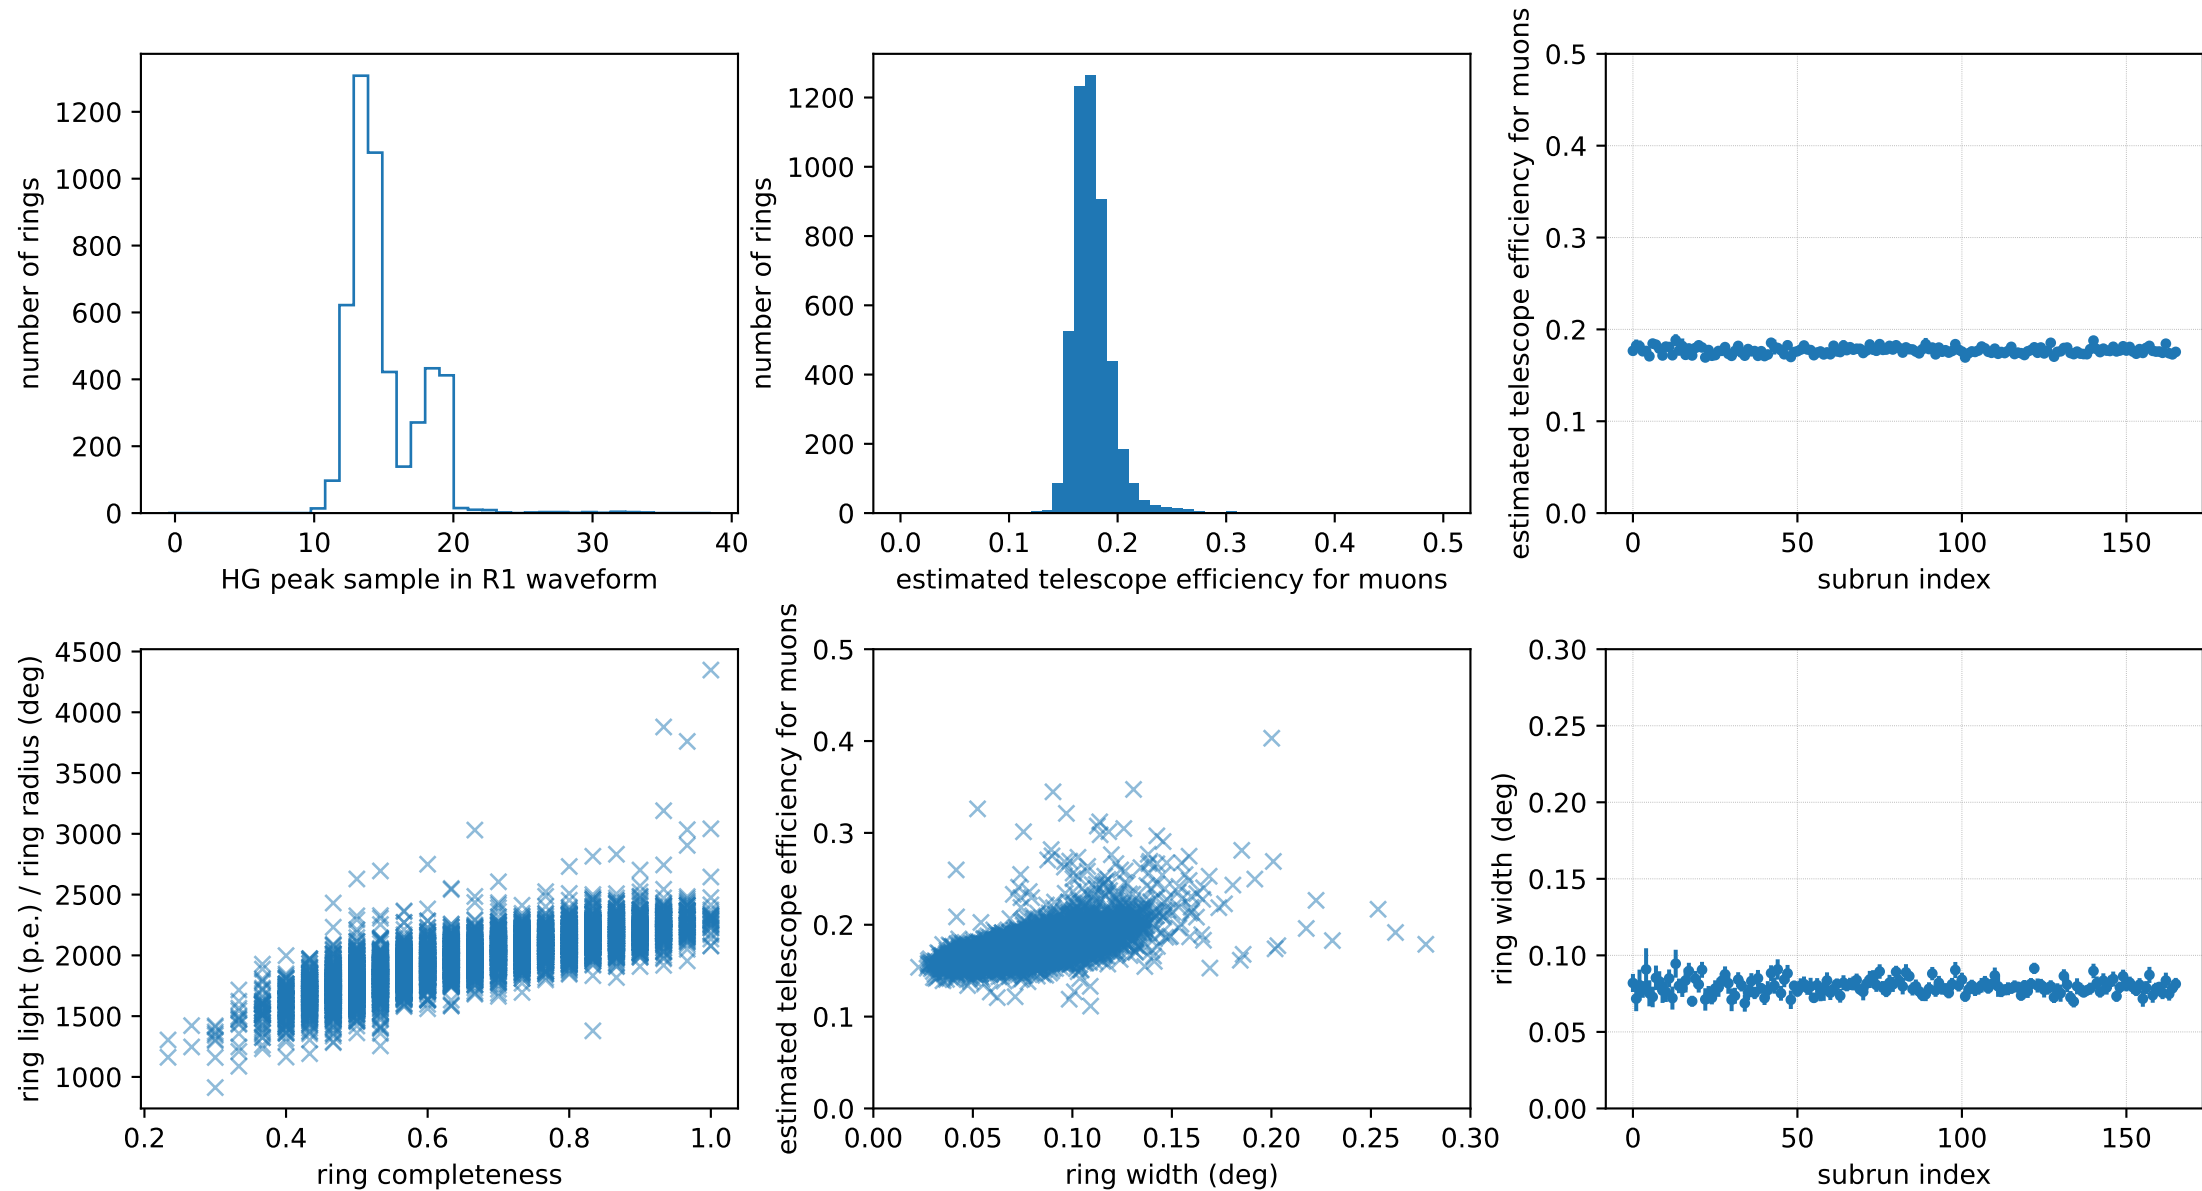 number of rings
1200
1000
800
600
400
200
0
0 10 20 30 40
HG peak sample in R1 waveform
number of rings
1200
1000
800
600
400
200
0
0.0 0.1 0.2 0.3 0.4 0.5
estimated telescope efficiency for muons
estimated telescope efficiency for muons
0.5
0.4
0.3
0.2
0.1
0.0
0 50 100 150
subrun index
ring light (p.e.) / ring radius (deg)
4500
4000
3500
3000
2500
2000
1500
1000
0.2 0.4 0.6 0.8 1.0
ring completeness
estimated telescope efficiency for muons
0.5
0.4
0.3
0.2
0.1
0.0
0.00 0.05 0.10 0.15 0.20 0.25 0.30
ring width (deg)
ring width (deg)
0.30
0.25
0.20
0.15
0.10
0.05
0.00
0 50 100 150
subrun index